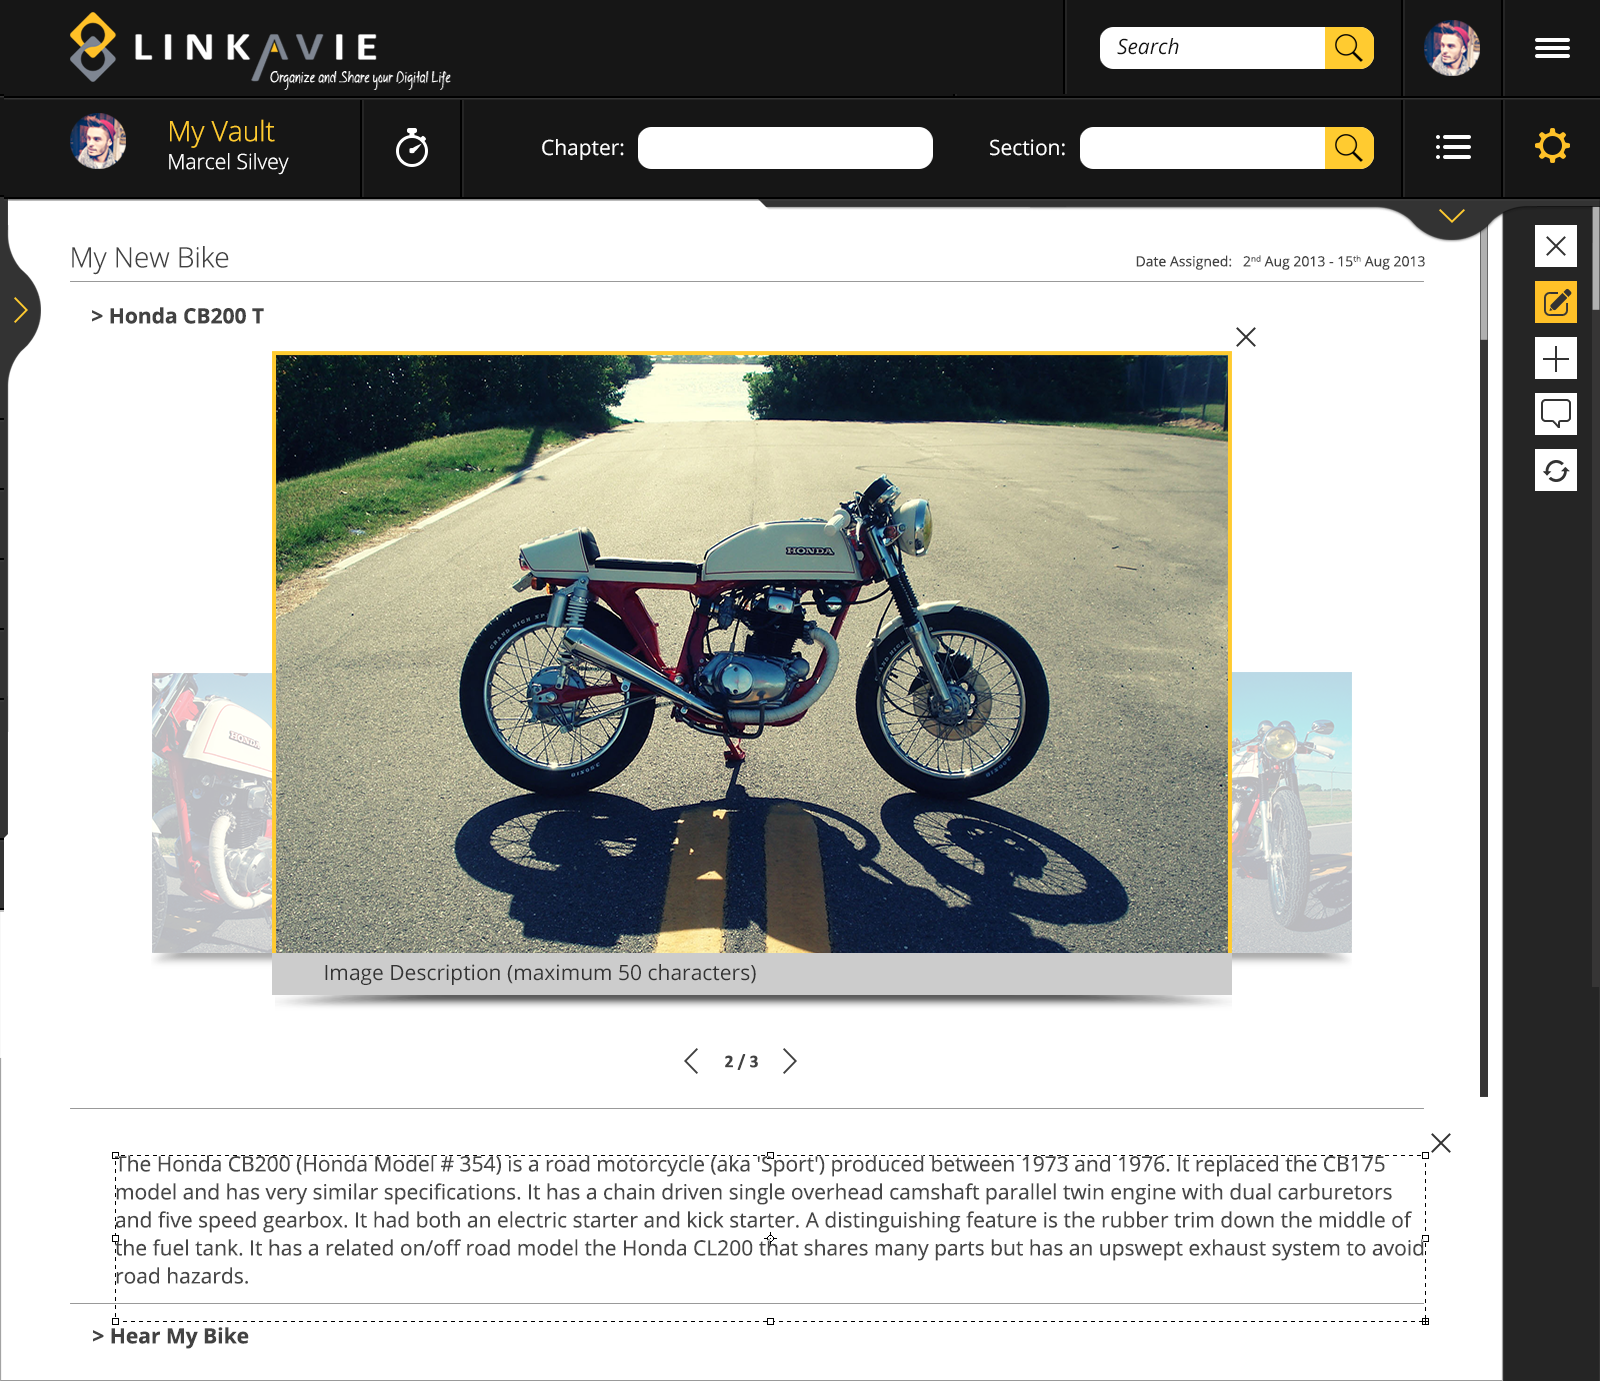 LINKAVIE
Organize and Share your Digital Life
Search
My Vault
Marcel Silvey
Chapter:
Section:
My New Bike
Date Assigned: 2nd Aug 2013 - 15th Aug 2013
> Honda CB200 T
HONDA
HONDA
Image Description (maximum 50 characters)
2 / 3
The Honda CB200 (Honda Model # 354) is a road motorcycle (aka 'Sport') produced between 1973 and 1976. It replaced the CB175
model and has very similar specifications. It has a chain driven single overhead camshaft parallel twin engine with dual carburetors
and five speed gearbox. It had both an electric starter and kick starter. A distinguishing feature is the rubber trim down the middle of
the fuel tank. It has a related on/off road model the Honda CL200 that shares many parts but has an upswept exhaust system to avoid
road hazards.
> Hear My Bike